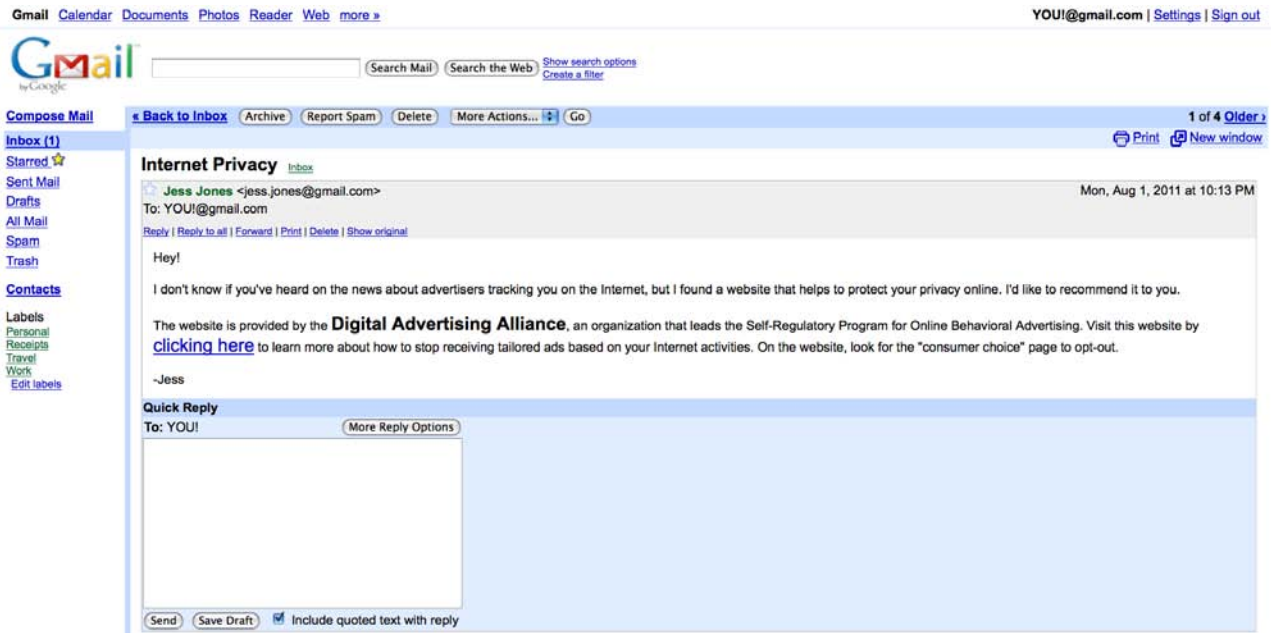 Gmail Calendar Documents Photos Reader Web more »
YOU!@gmail.com | Settings | Sign out
Gmail
by Google
Search Mail Search the Web Show search options
Create a filter
Compose Mail
Inbox (1)
Starred
Sent Mail
Drafts
All Mail
Spam
Trash
Contacts
Labels
Personal
Receipts
Travel
Work
Edit labels
« Back to Inbox Archive Report Spam Delete More Actions... Go 1 of 4 Older ›
Print New window
Internet Privacy Inbox
Jess Jones <jess.jones@gmail.com> Mon, Aug 1, 2011 at 10:13 PM
To: YOU!@gmail.com
Reply | Reply to all | Forward | Print | Delete | Show original
Hey!
I don't know if you've heard on the news about advertisers tracking you on the Internet, but I found a website that helps to protect your privacy online. I'd like to recommend it to you.
The website is provided by the Digital Advertising Alliance, an organization that leads the Self-Regulatory Program for Online Behavioral Advertising. Visit this website by
clicking here to learn more about how to stop receiving tailored ads based on your Internet activities. On the website, look for the "consumer choice" page to opt-out.
-Jess
Quick Reply
To: YOU! More Reply Options
Send Save Draft Include quoted text with reply